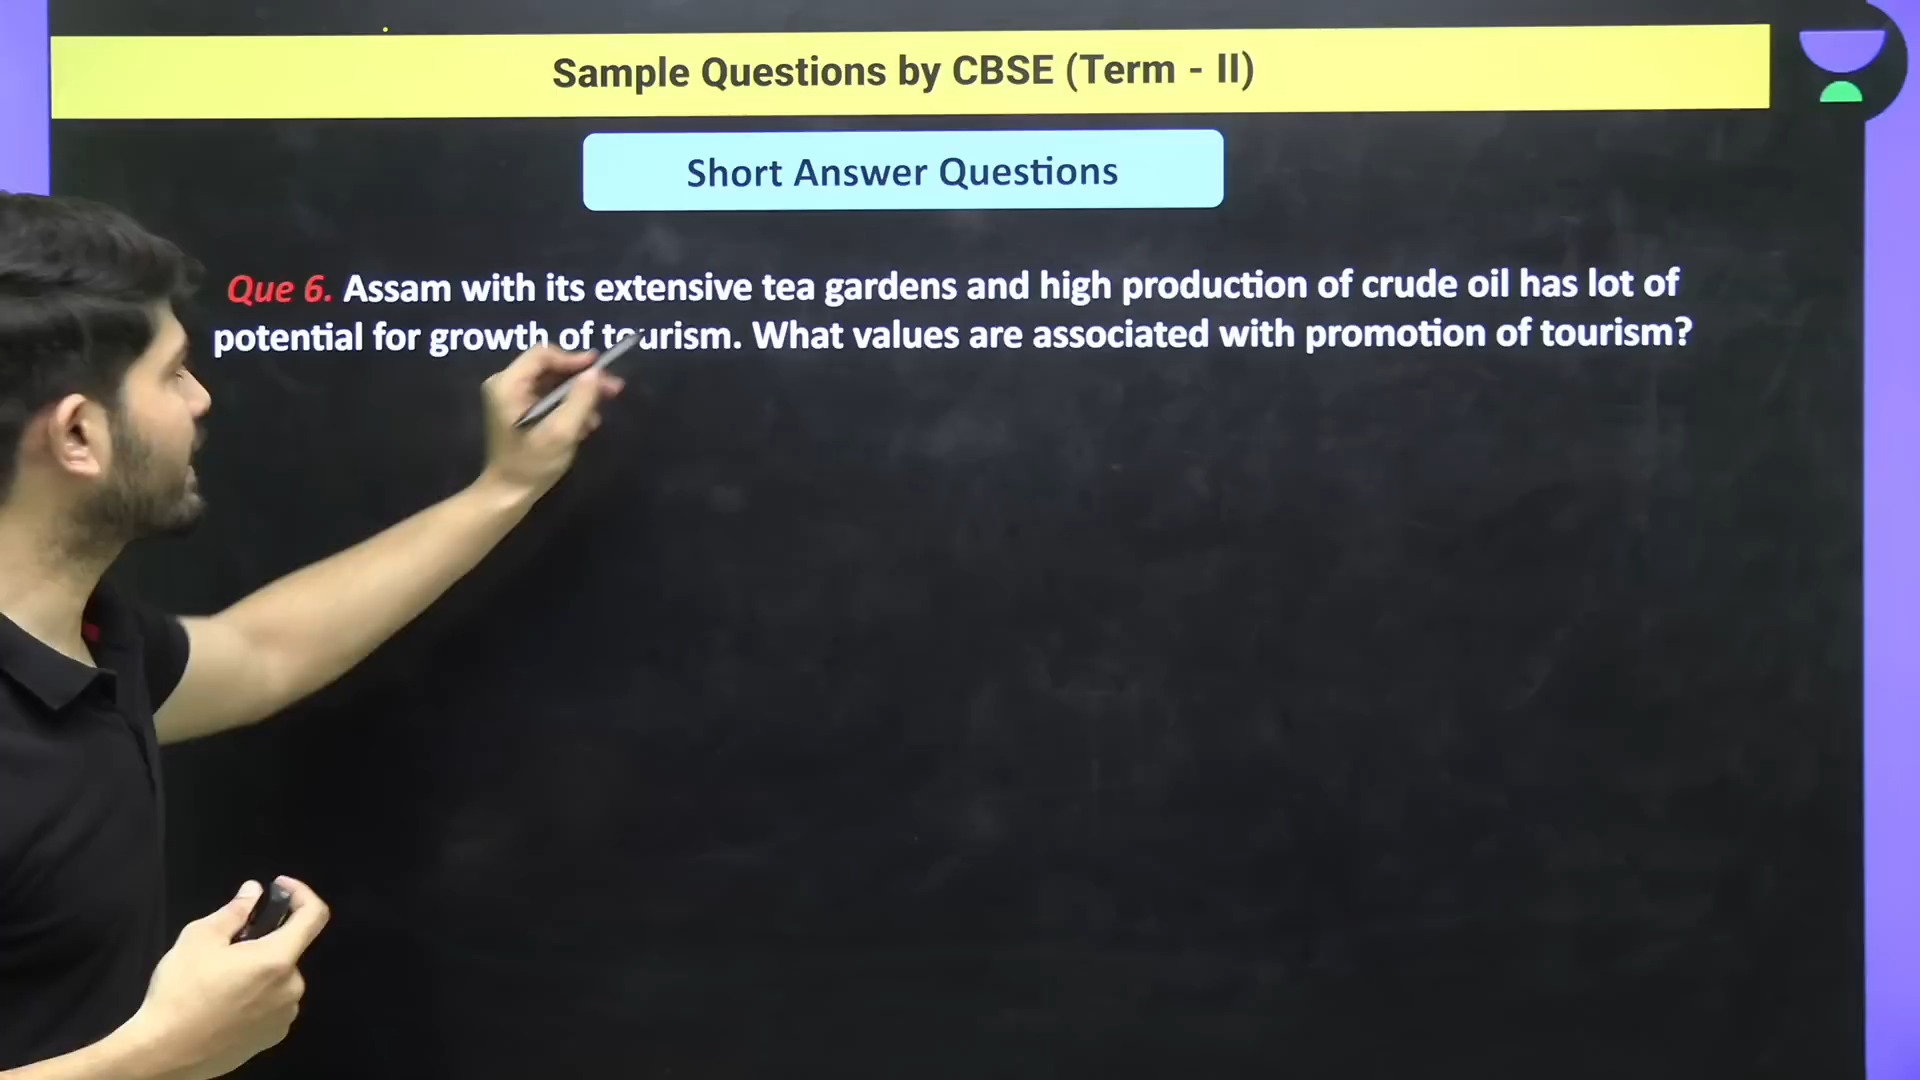 Sample Questions by CBSE (Term - II)
Short Answer Questions
Que 6. Assam with its extensive tea gardens and high production of crude oil has lot of
potential for growth of tourism. What values are associated with promotion of tourism?